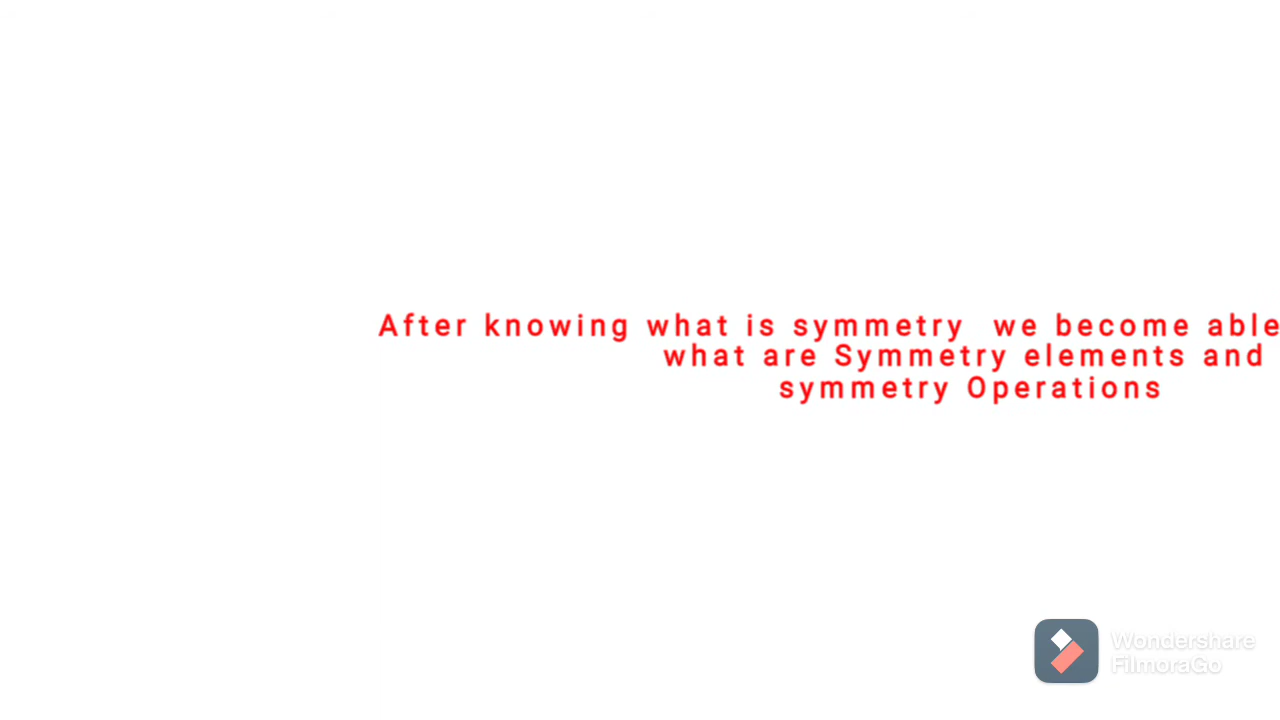 After knowing what is symmetry we become able
what are Symmetry elements and
symmetry Operations
Wondershare
FilmoraGo